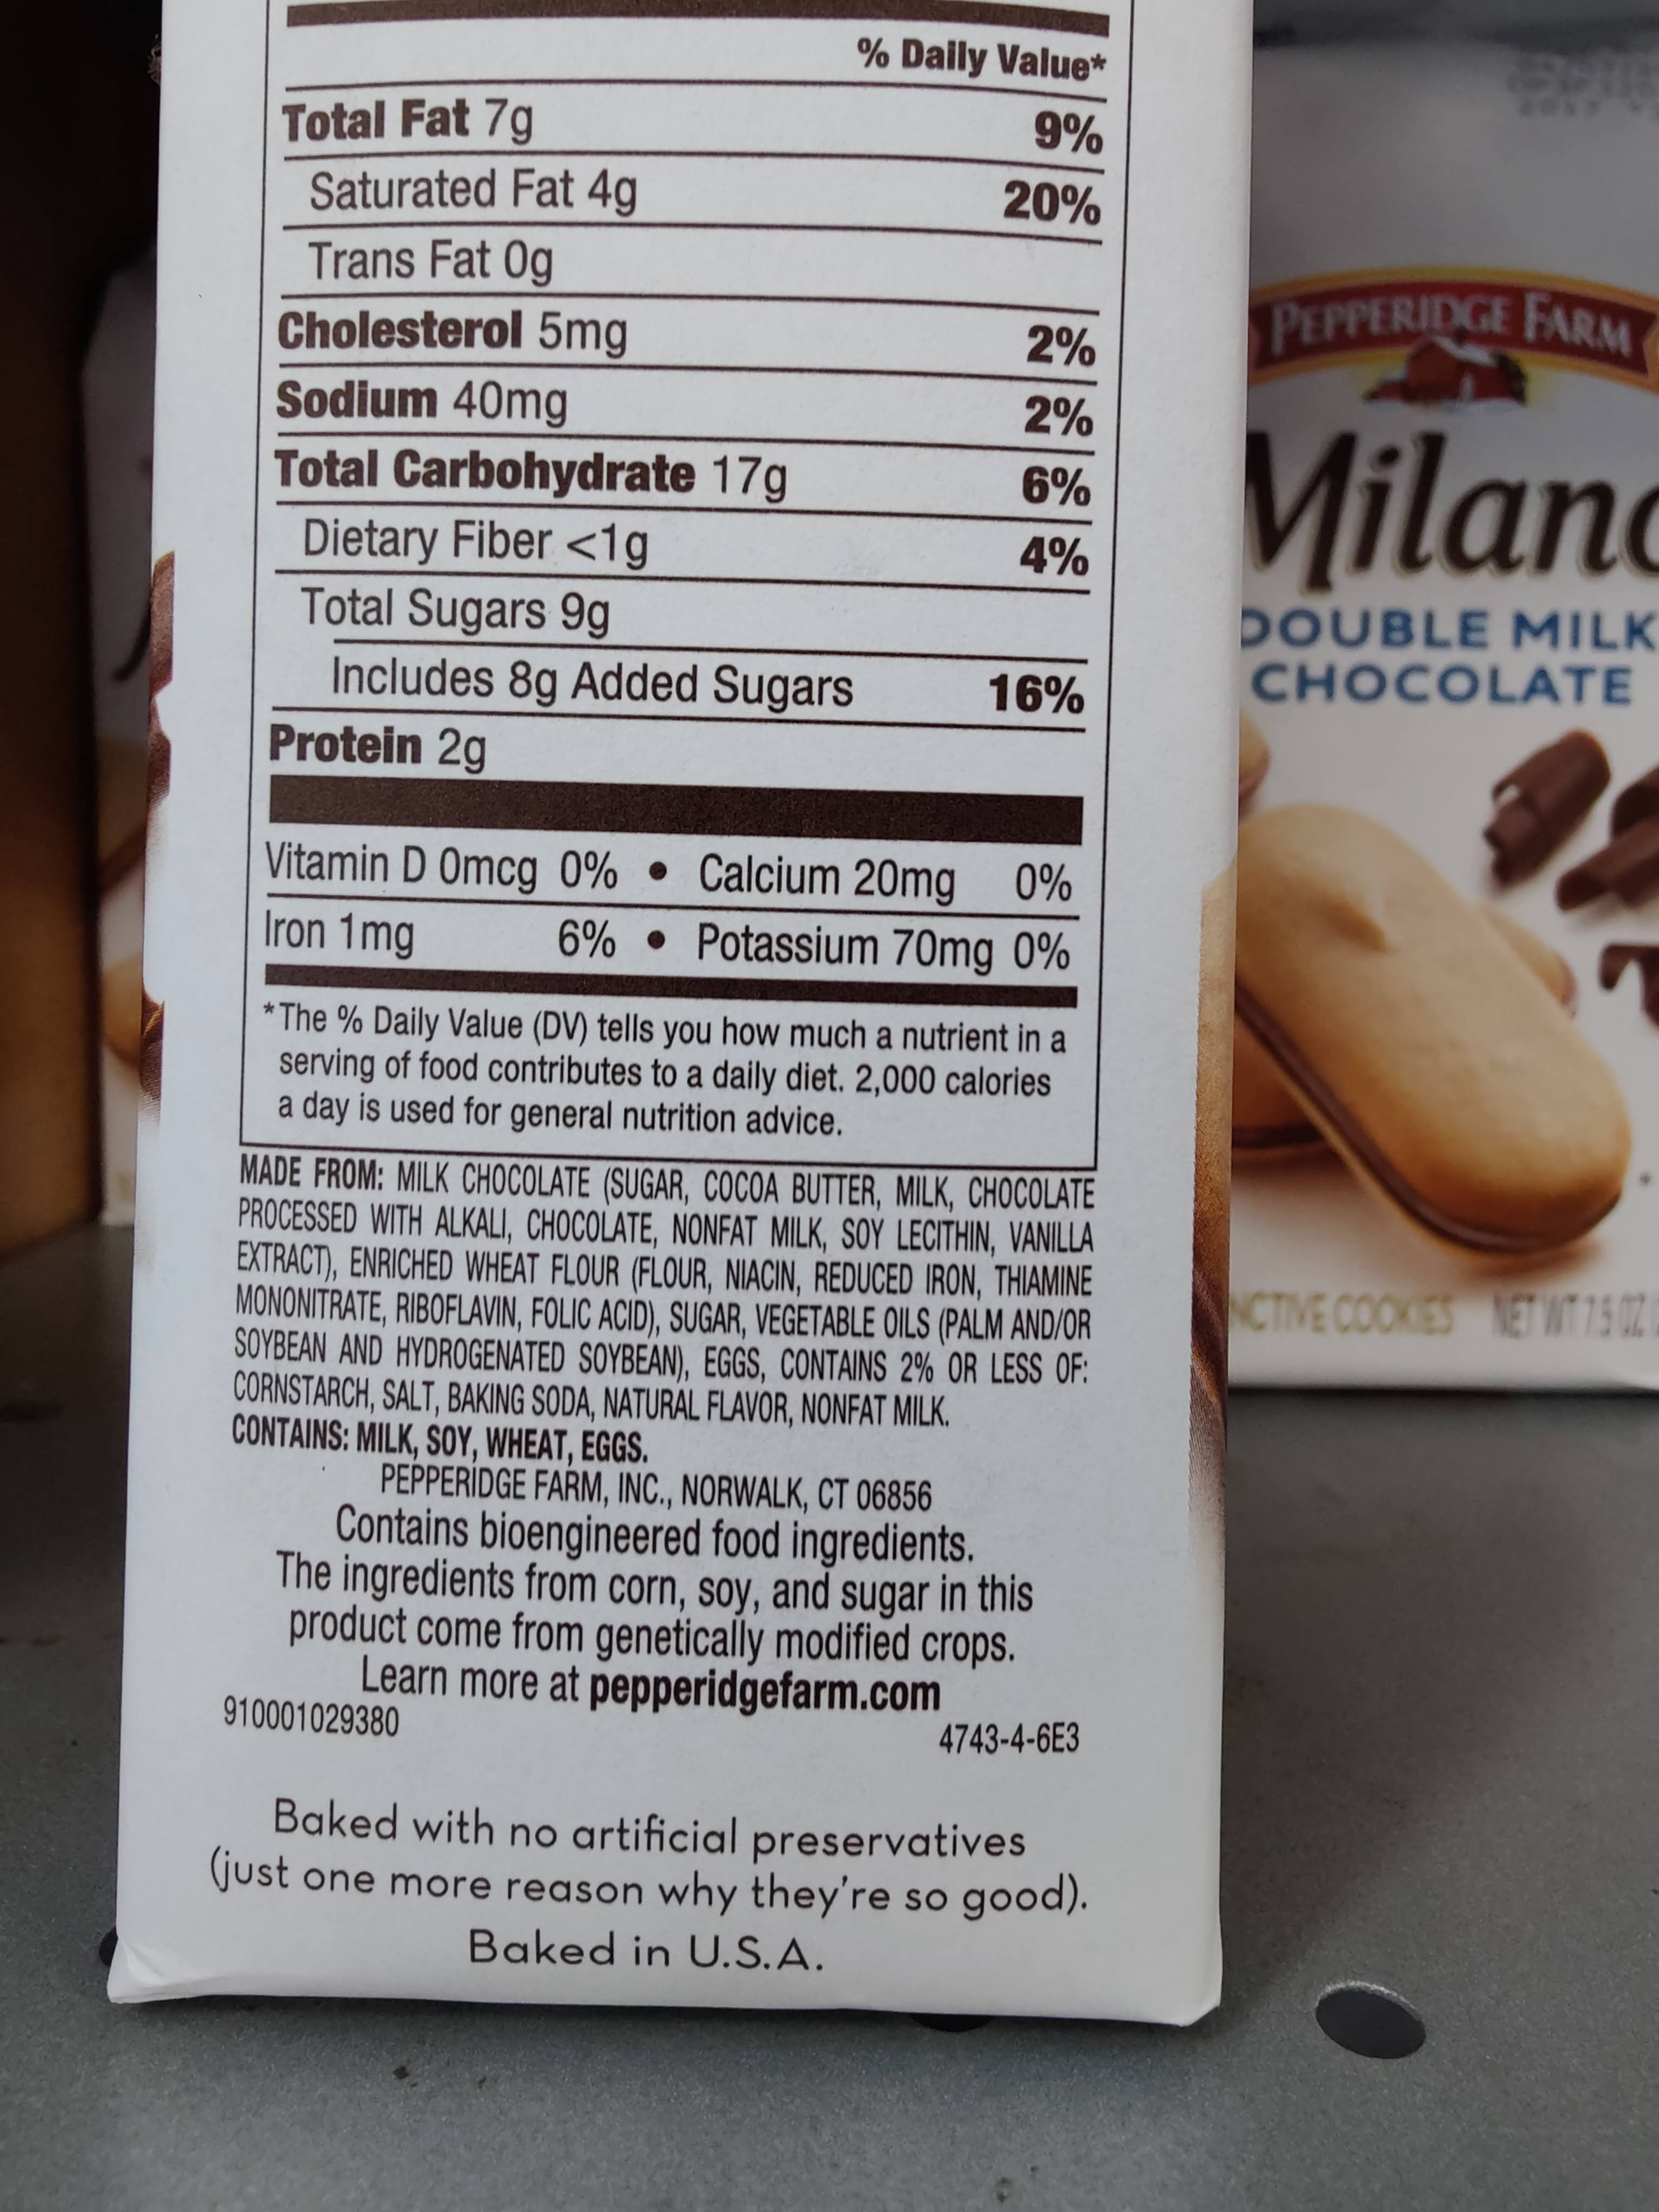 % Daily Value*
Total Fat 7g 9%
Saturated Fat 4g 20%
Trans Fat 0g
Cholesterol 5mg 2%
Sodium 40mg 2%
Total Carbohydrate 17g 6%
Dietary Fiber <1g 4%
Total Sugars 9g
Includes 8g Added Sugars 16%
Protein 2g
Vitamin D 0mcg 0% • Calcium 20mg 0%
Iron 1mg 6% • Potassium 70mg 0%
*The % Daily Value (DV) tells you how much a nutrient in a
serving of food contributes to a daily diet. 2,000 calories
a day is used for general nutrition advice.
MADE FROM: MILK CHOCOLATE (SUGAR, COCOA BUTTER, MILK, CHOCOLATE
PROCESSED WITH ALKALI, CHOCOLATE, NONFAT MILK, SOY LECITHIN, VANILLA
EXTRACT), ENRICHED WHEAT FLOUR (FLOUR, NIACIN, REDUCED IRON, THIAMINE
MONONITRATE, RIBOFLAVIN, FOLIC ACID), SUGAR, VEGETABLE OILS (PALM AND/OR
SOYBEAN AND HYDROGENATED SOYBEAN), EGGS, CONTAINS 2% OR LESS OF:
CORNSTARCH, SALT, BAKING SODA, NATURAL FLAVOR, NONFAT MILK.
CONTAINS: MILK, SOY, WHEAT, EGGS.
PEPPERIDGE FARM, INC., NORWALK, CT 06856
Contains bioengineered food ingredients.
The ingredients from corn, soy, and sugar in this
product come from genetically modified crops.
Learn more at pepperidgefarm.com
910001029380 4743-4-6E3
Baked with no artificial preservatives
(just one more reason why they're so good).
Baked in U.S.A.
PEPPERIDGE FARM
Milano
DOUBLE MILK
CHOCOLATE
COOKIES NET WT 7.5 OZ